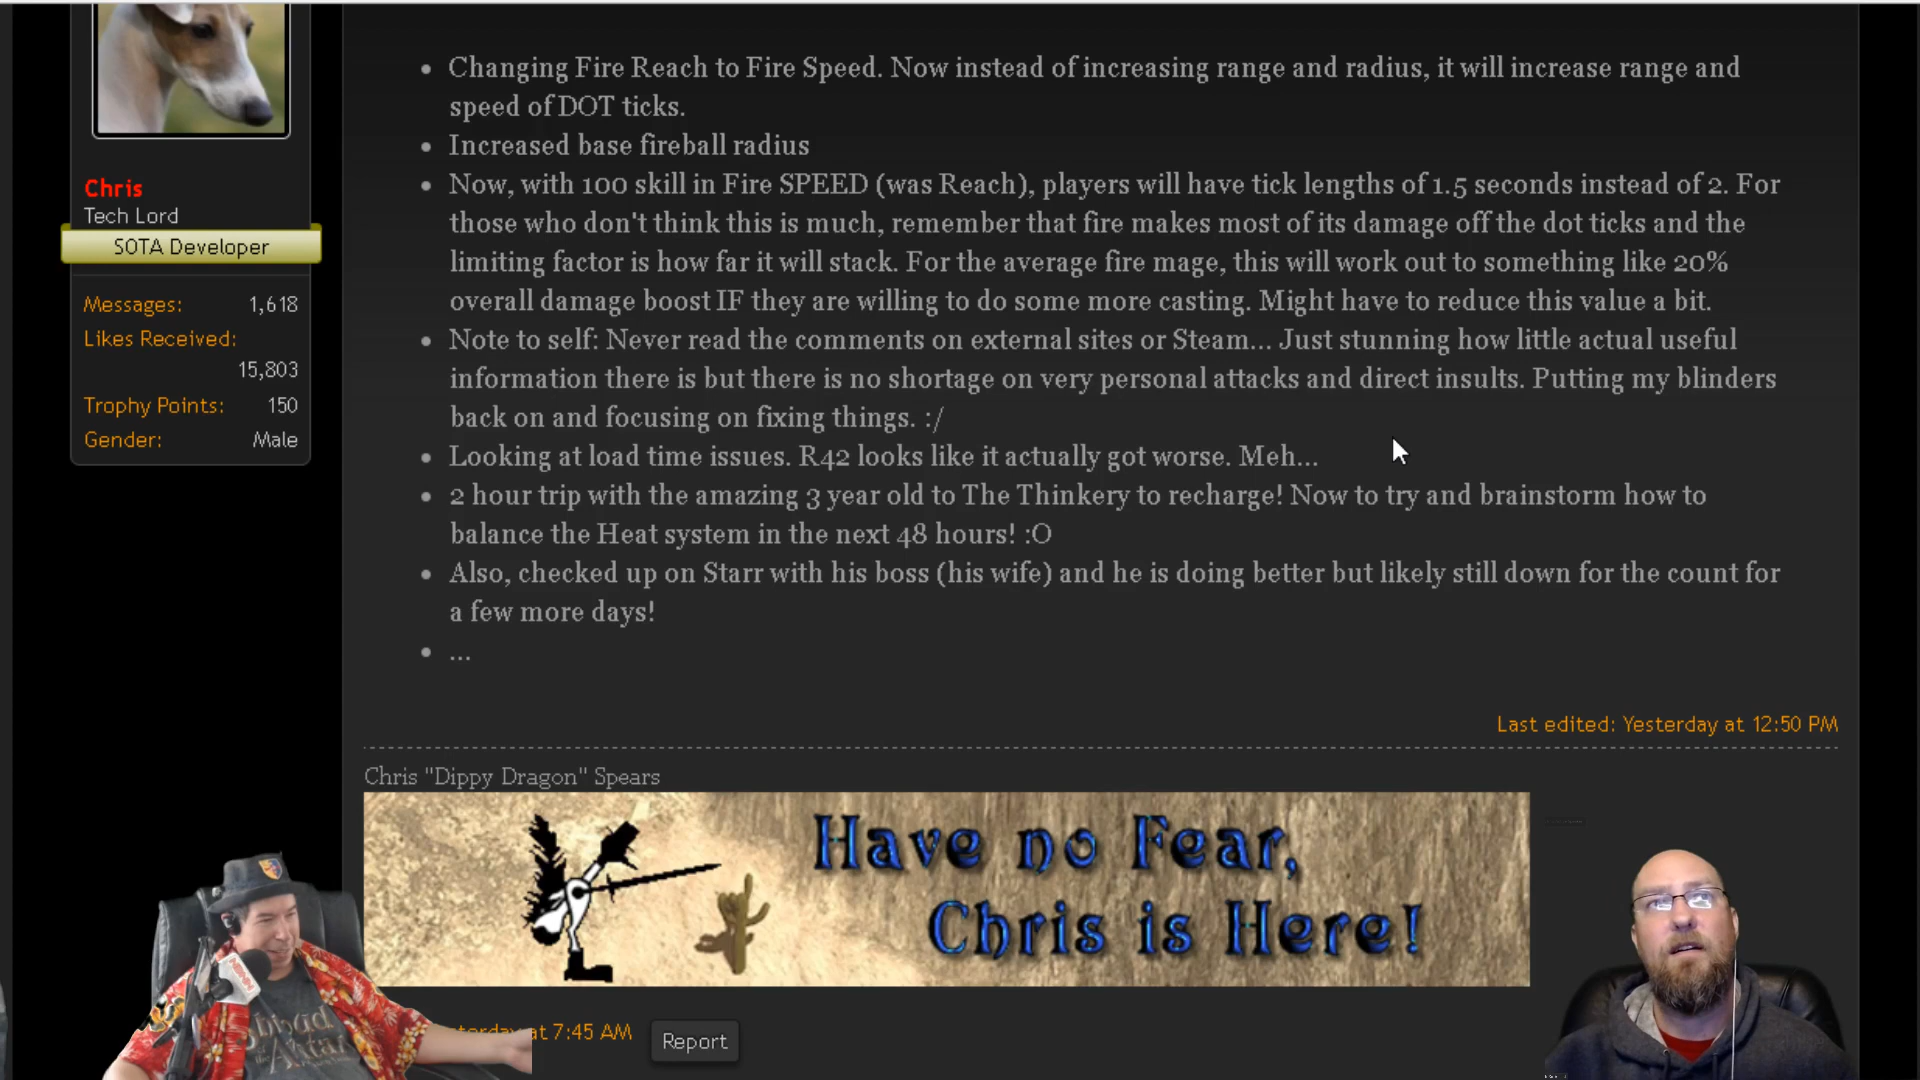 Changing Fire Reach to Fire Speed. Now instead of increasing range and radius, it will increase range and
speed of DOT ticks.
Increased base fireball radius
Now, with 100 skill in Fire SPEED (was Reach), players will have tick lengths of 1.5 seconds instead of 2. For
those who don't think this is much, remember that fire makes most of its damage off the dot ticks and the
limiting factor is how far it will stack. For the average fire mage, this will work out to something like 20%
overall damage boost IF they are willing to do some more casting. Might have to reduce this value a bit.
Note to self: Never read the comments on external sites or Steam... Just stunning how little actual useful
information there is but there is no shortage on very personal attacks and direct insults. Putting my blinders
back on and focusing on fixing things. :/
Looking at load time issues. R42 looks like it actually got worse. Meh...
2 hour trip with the amazing 3 year old to The Thinkery to recharge! Now to try and brainstorm how to
balance the Heat system in the next 48 hours! :O
Also, checked up on Starr with his boss (his wife) and he is doing better but likely still down for the count for
a few more days!
...
Chris
Tech Lord
SOTA Developer
Messages: 1,618
Likes Received:
15,803
Trophy Points: 150
Gender: Male
Last edited: Yesterday at 12:50 PM
Chris "Dippy Dragon" Spears
Have no Fear,
Chris is Here!
at 7:45 AM
Report